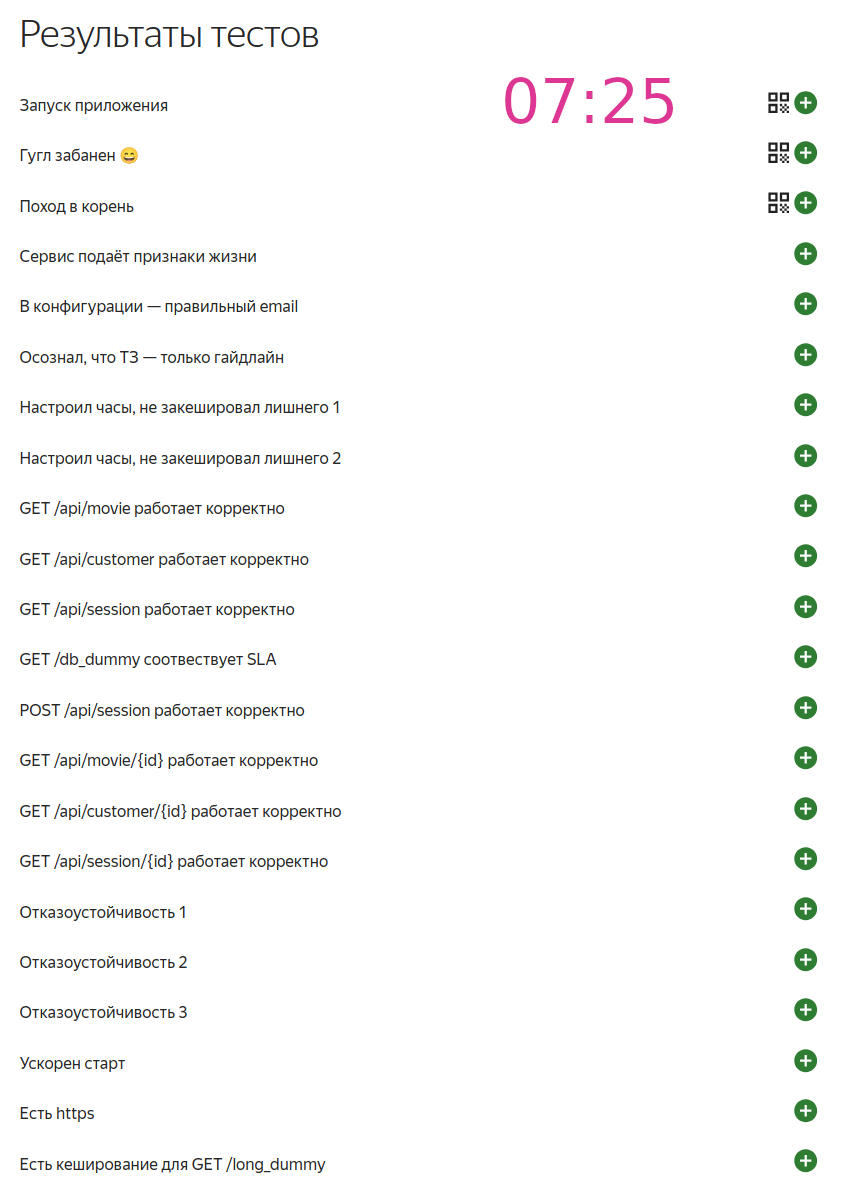 Результаты тестов
07:25
Запуск приложения
Гугл забанен 😄
Поход в корень
Сервис подаёт признаки жизни
В конфигурации — правильный email
Осознал, что ТЗ — только гайдлайн
Настроил часы, не закешировал лишнего 1
Настроил часы, не закешировал лишнего 2
GET /api/movie работает корректно
GET /api/customer работает корректно
GET /api/session работает корректно
GET /db_dummy соотвествует SLA
POST /api/session работает корректно
GET /api/movie/{id} работает корректно
GET /api/customer/{id} работает корректно
GET /api/session/{id} работает корректно
Отказоустойчивость 1
Отказоустойчивость 2
Отказоустойчивость 3
Ускорен старт
Есть https
Есть кеширование для GET /long_dummy